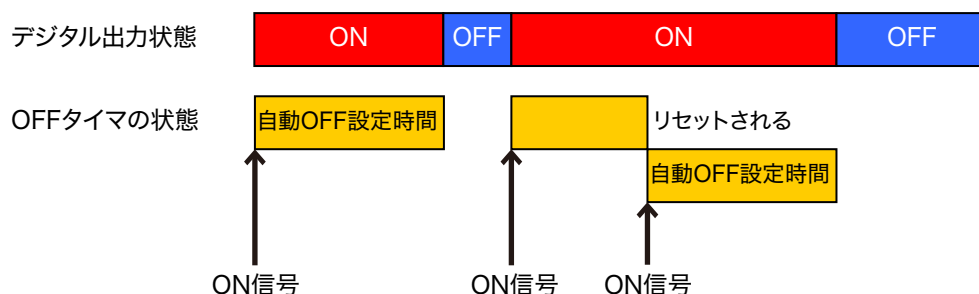 デジタル出力状態 ON OFF ON OFF
OFFタイマの状態 自動OFF設定時間 リセットされる
自動OFF設定時間
ON信号 ON信号 ON信号